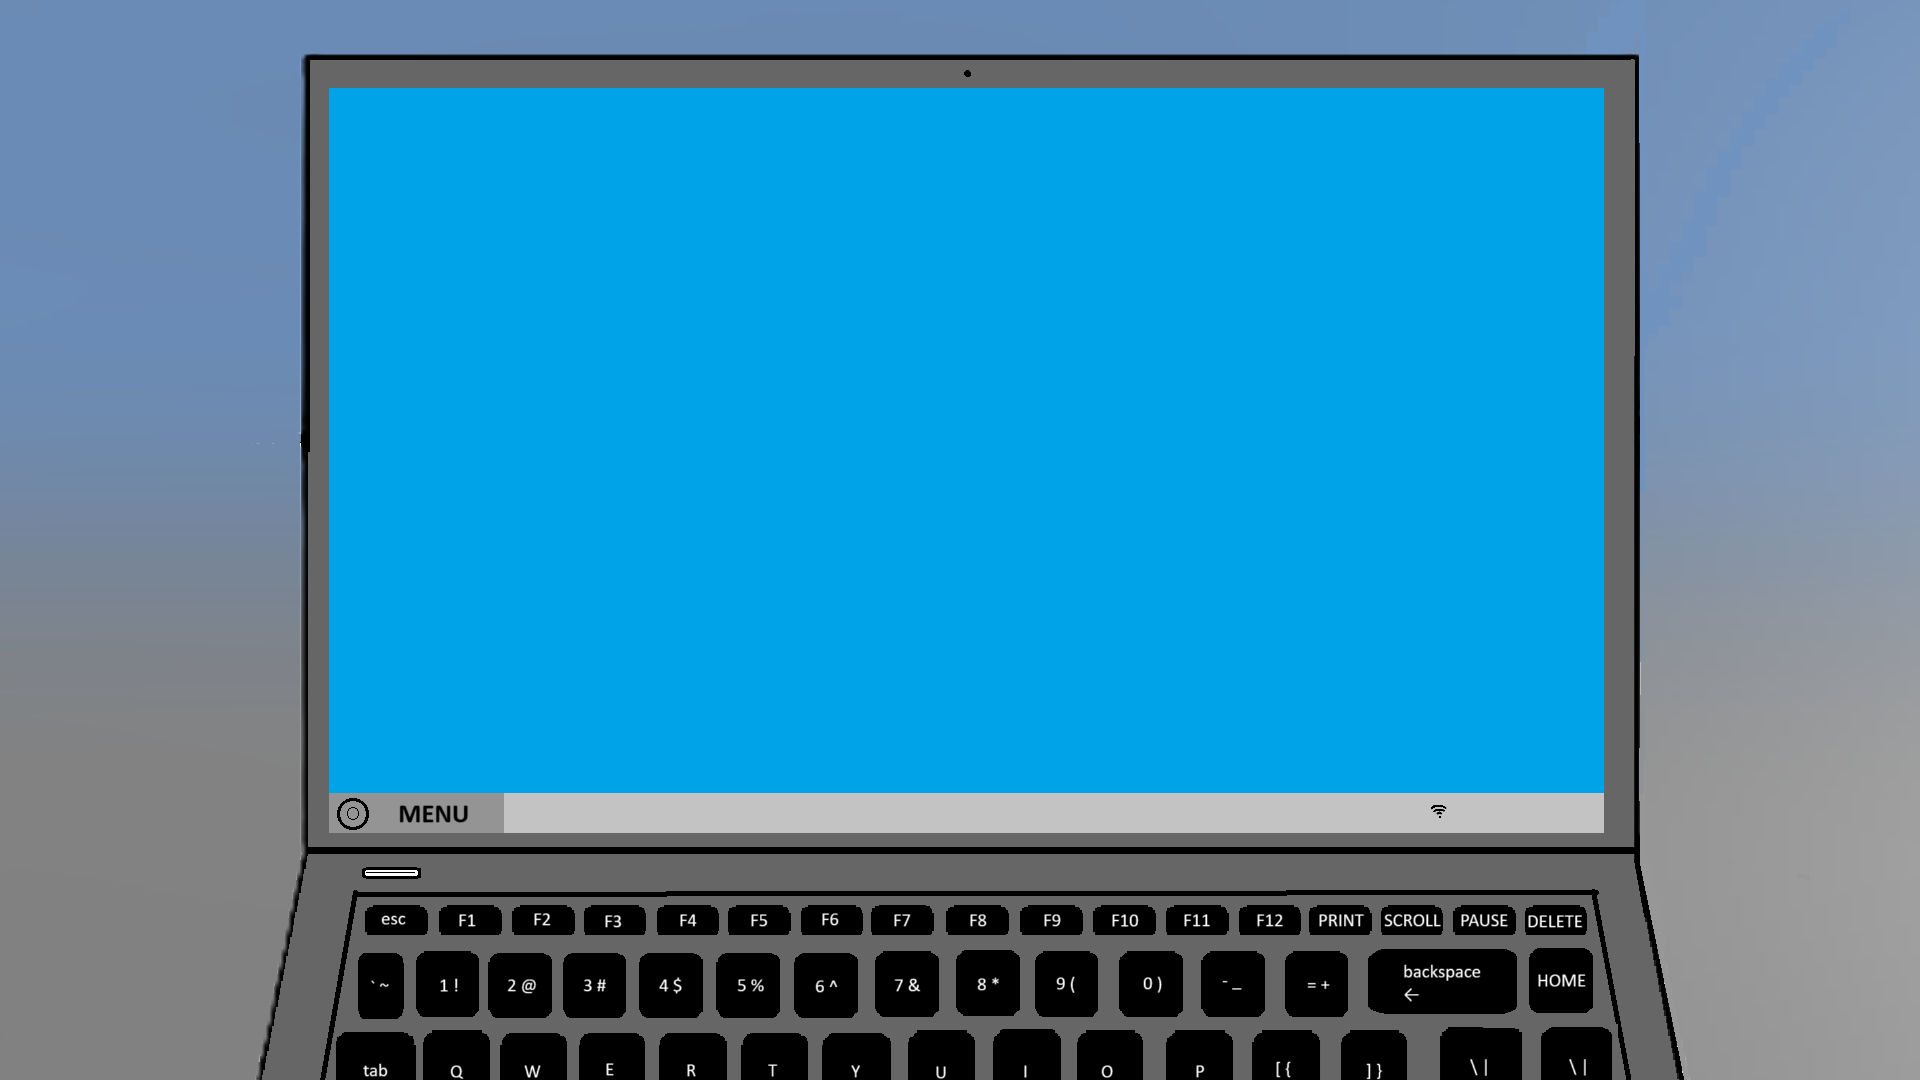 MENU
esc F1 F2 F3 F4 F5 F6 F7 F8 F9 F10 F11 F12 PRINT SCROLL PAUSE DELETE
` ~ 1 ! 2 @ 3 # 4 $ 5 % 6 ^ 7 & 8 * 9 ( 0 ) - _ = + backspace HOME
←
tab Q W E R T Y U I O P [ { ] } \ | \ |